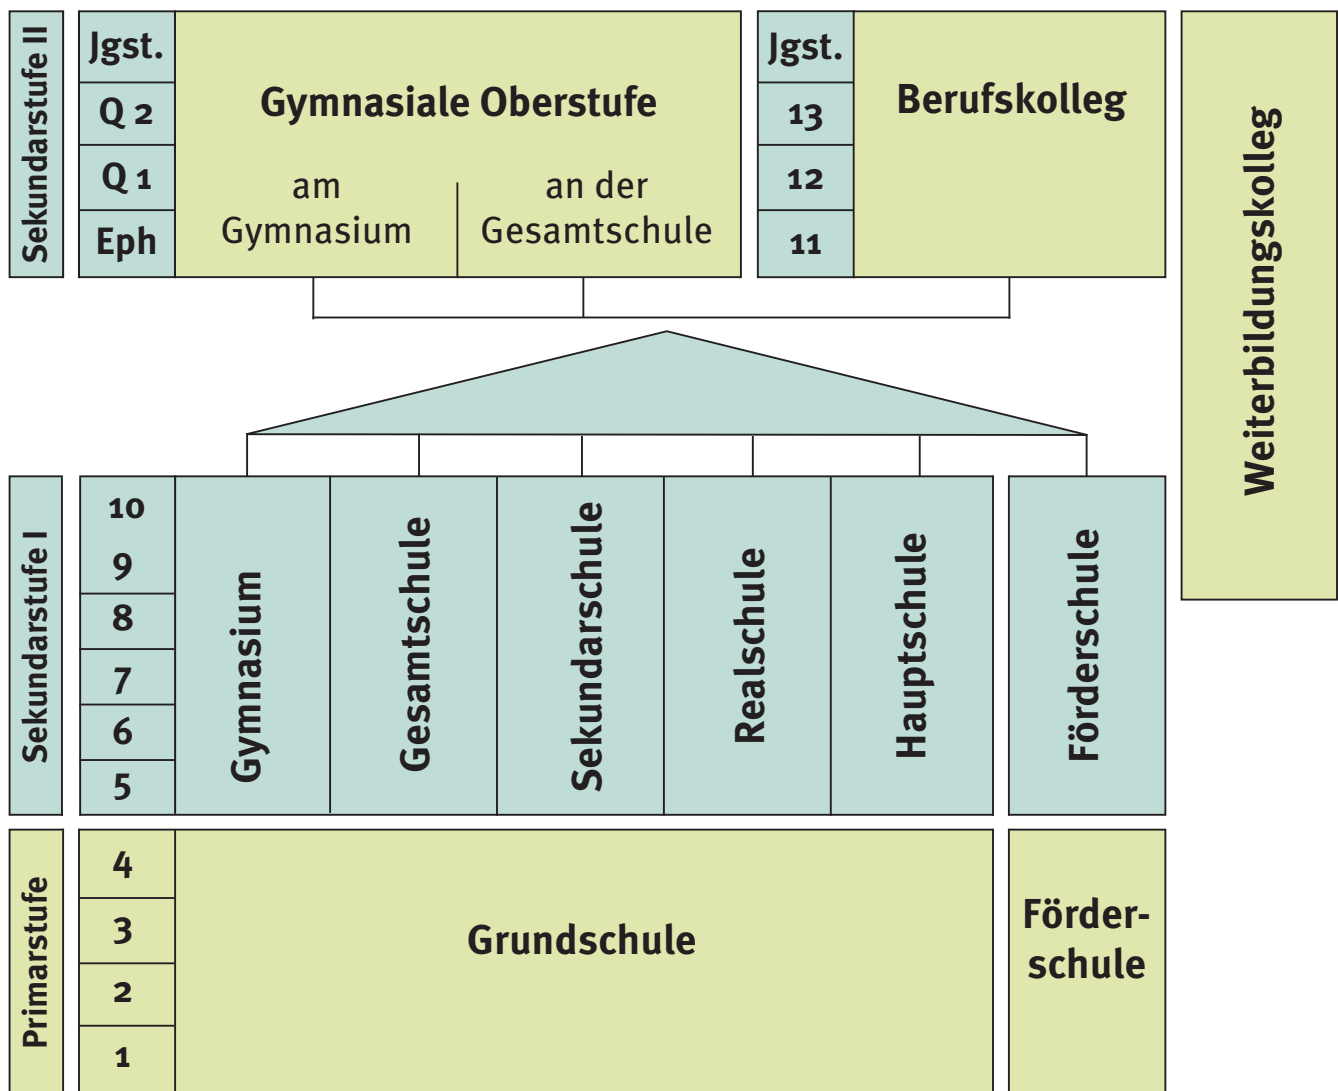 Sekundarstufe II
Jgst.
Q 2
Q 1
Eph
Gymnasiale Oberstufe
am
Gymnasium
an der
Gesamtschule
Jgst.
13
12
11
Berufskolleg
Weiterbildungskolleg
Sekundarstufe I
10
9
8
7
6
5
Gymnasium
Gesamtschule
Sekundarschule
Realschule
Hauptschule
Förderschule
Primarstufe
4
3
2
1
Grundschule
Förder-
schule